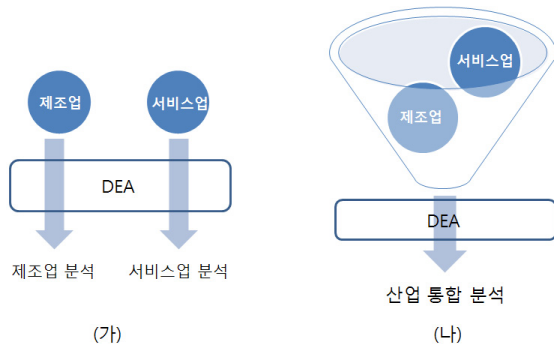 제조업
서비스업
DEA
제조업 분석
서비스업 분석
(가)
서비스업
제조업
DEA
산업 통합 분석
(나)